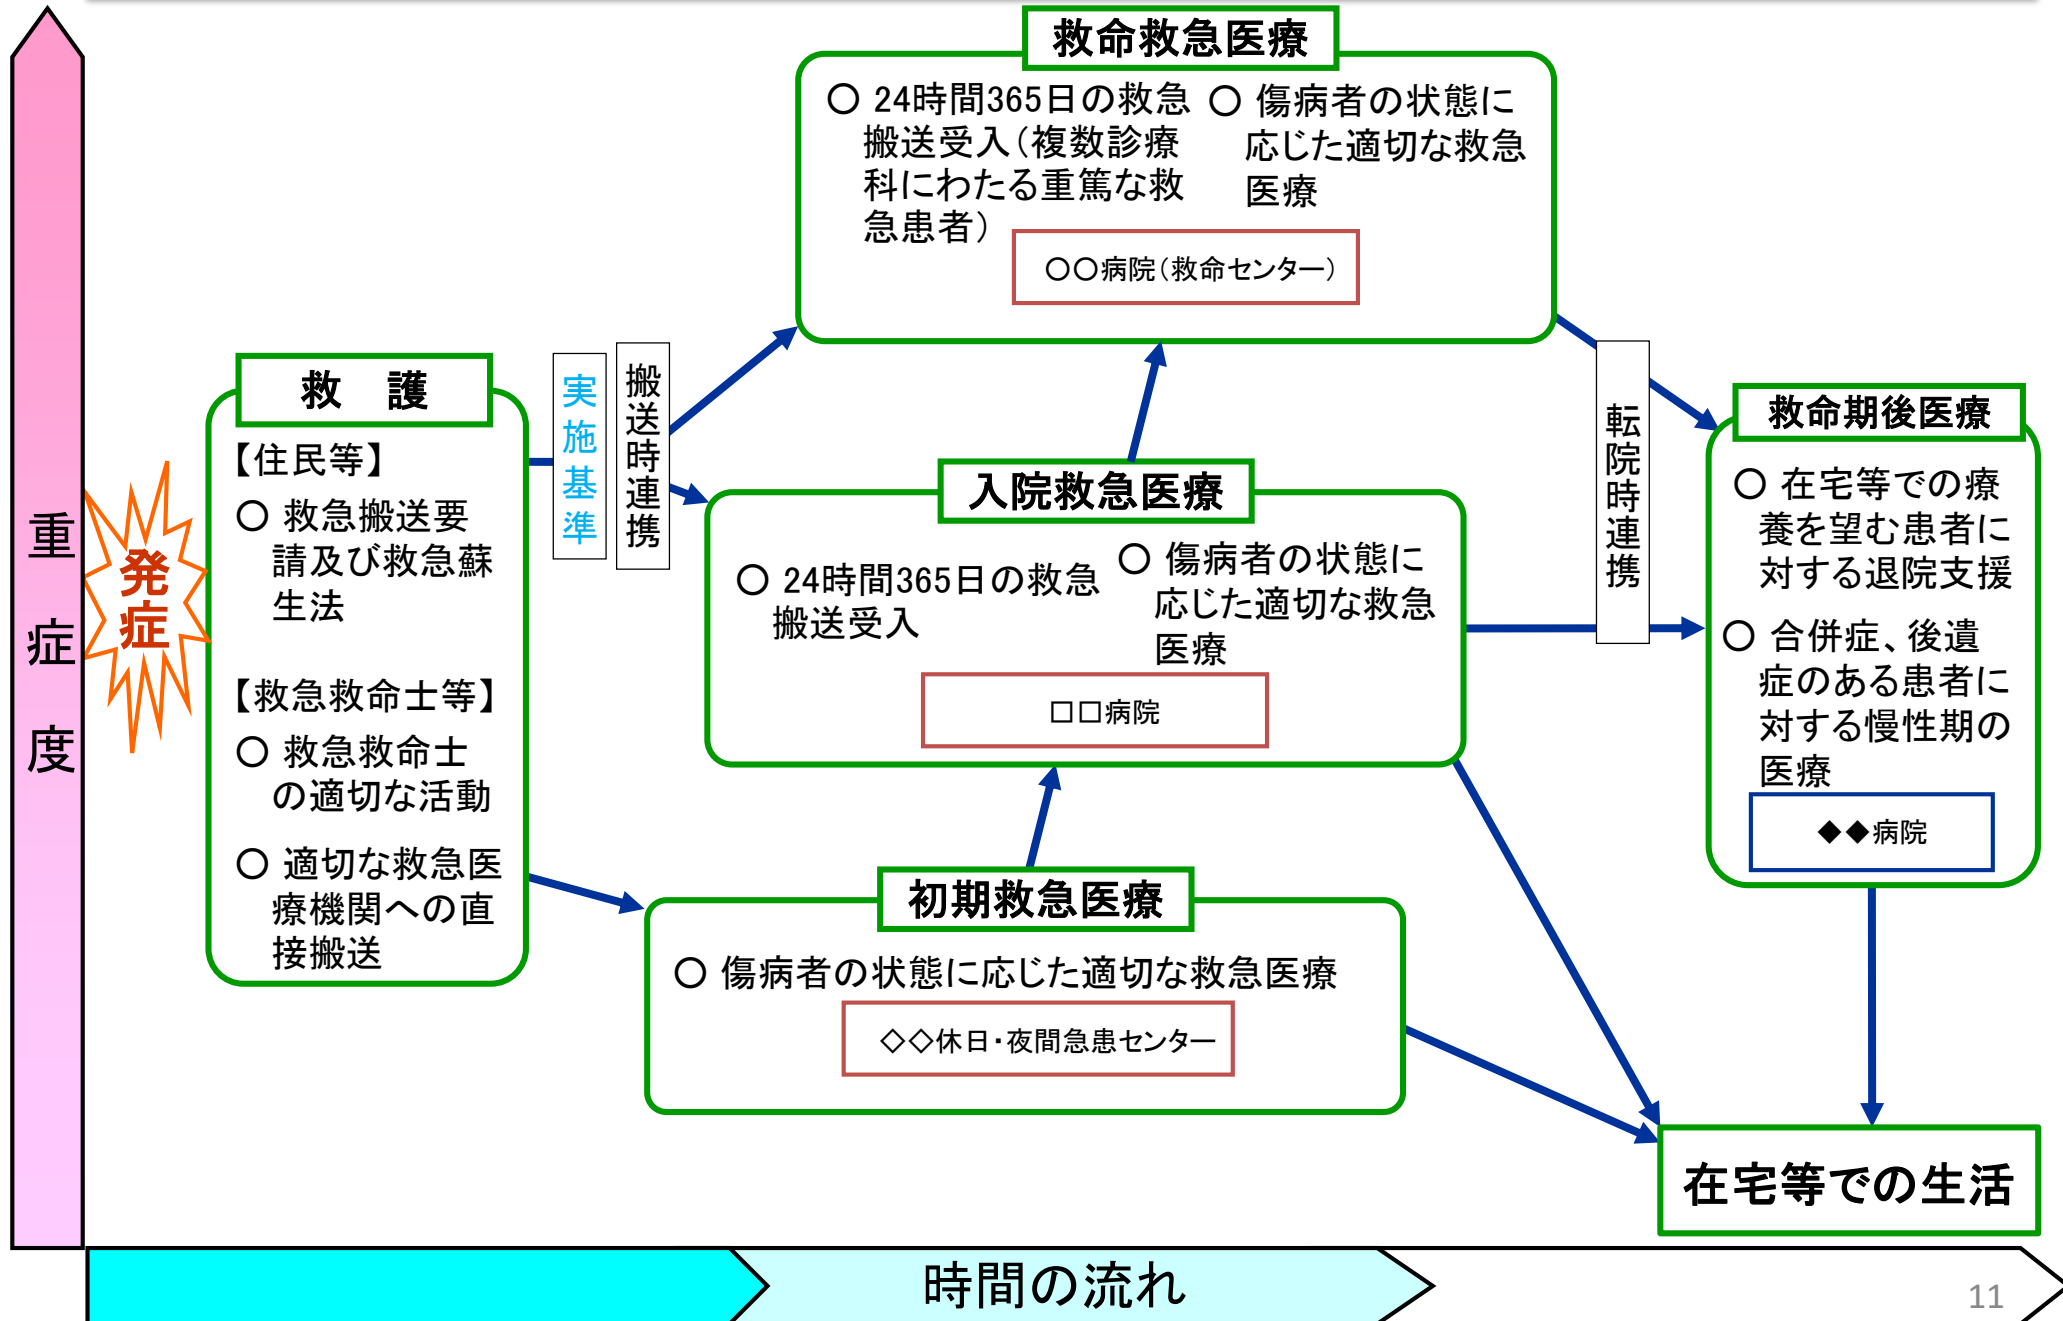 救命救急医療
○ 24時間365日の救急
搬送受入(複数診療
科にわたる重篤な救
急患者)
○ 傷病者の状態に
応じた適切な救急
医療
○○病院(救命センター)
重症度
発症
救　護
【住民等】
○ 救急搬送要
請及び救急蘇
生法
【救急救命士等】
○ 救急救命士
の適切な活動
○ 適切な救急医
療機関への直
接搬送
実施基準
搬送時連携
入院救急医療
○ 24時間365日の救急
搬送受入
○ 傷病者の状態に
応じた適切な救急
医療
□□病院
初期救急医療
○ 傷病者の状態に応じた適切な救急医療
◇◇休日・夜間急患センター
転院時連携
救命期後医療
○ 在宅等での療
養を望む患者に
対する退院支援
○ 合併症、後遺
症のある患者に
対する慢性期の
医療
◆◆病院
在宅等での生活
時間の流れ
11